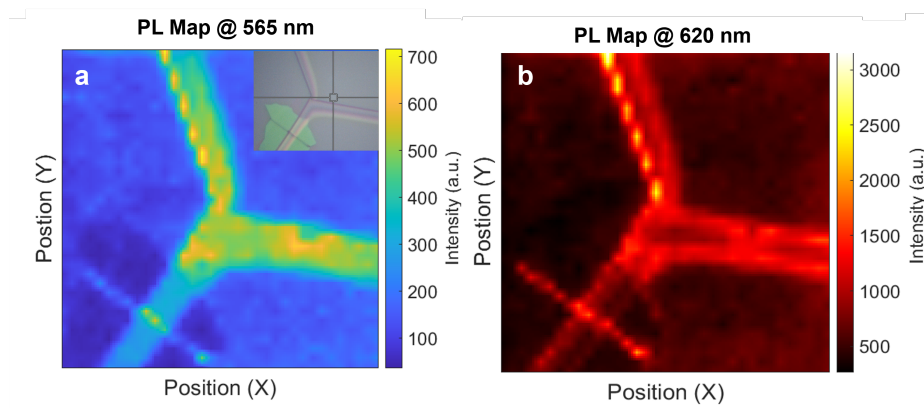 PL Map @ 565 nm
a
Postion (Y)
Position (X)
700
600
500
400
300
200
100
Intensity (a.u.)
PL Map @ 620 nm
b
Postion (Y)
Position (X)
3000
2500
2000
1500
1000
500
Intensity (a.u.)